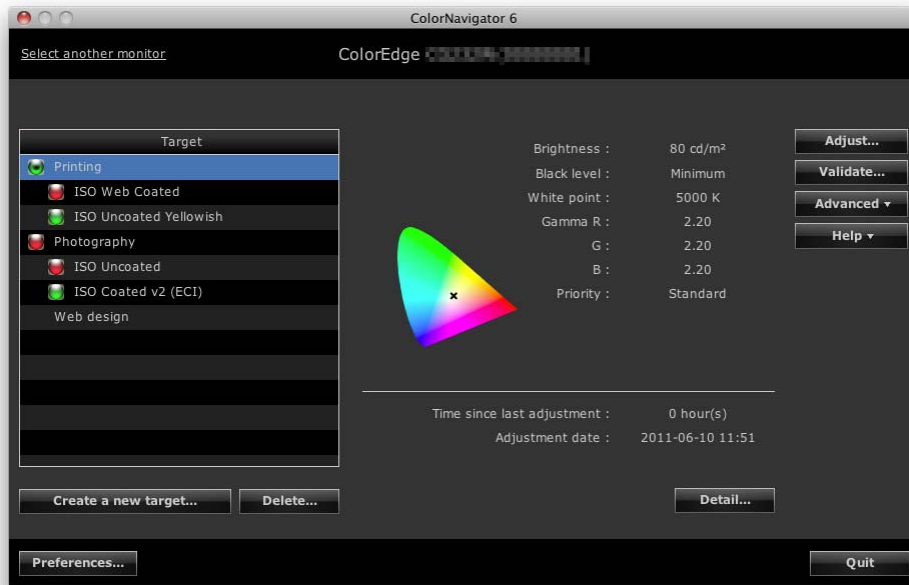 ColorNavigator 6
Select another monitor
ColorEdge
Target
Printing
ISO Web Coated
ISO Uncoated Yellowish
Photography
ISO Uncoated
ISO Coated v2 (ECI)
Web design
Brightness : 80 cd/m²
Black level : Minimum
White point : 5000 K
Gamma R : 2.20
G : 2.20
B : 2.20
Priority : Standard
Time since last adjustment : 0 hour(s)
Adjustment date : 2011-06-10 11:51
Adjust...
Validate...
Advanced ▾
Help ▾
Create a new target...
Delete...
Detail...
Preferences...
Quit